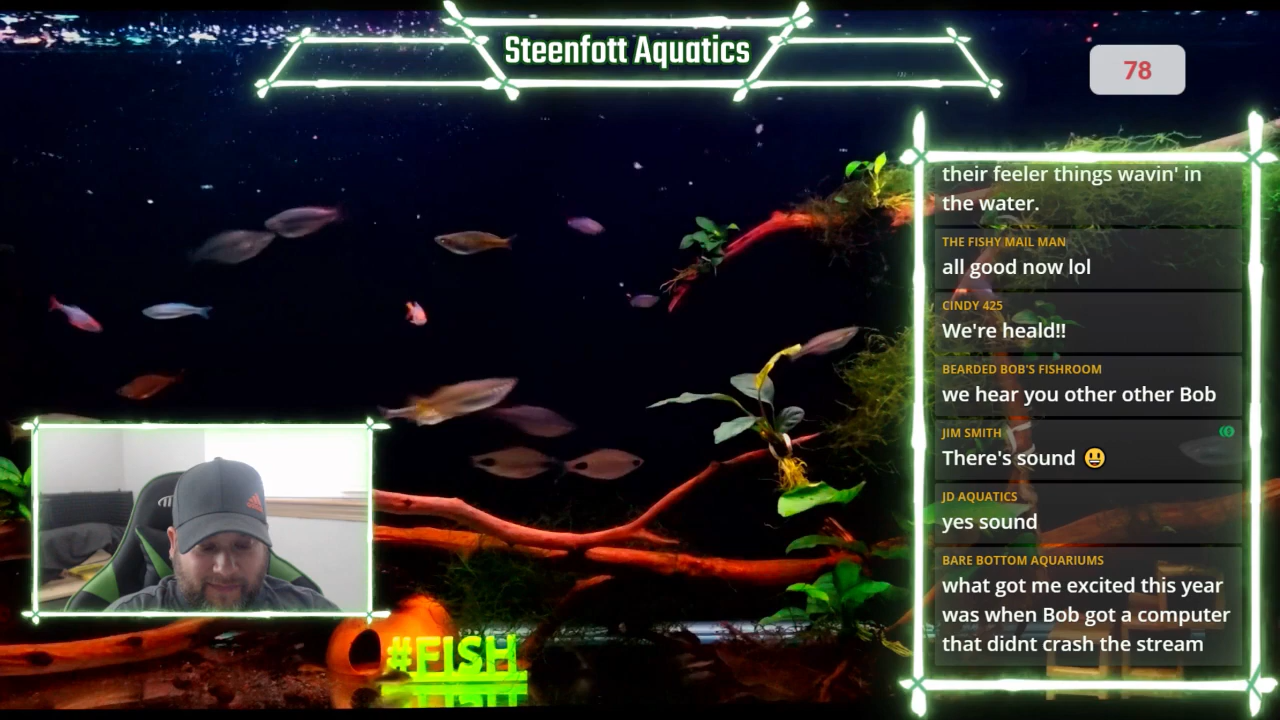 Steenfott Aquatics
78
their feeler things wavin' in
the water.
THE FISHY MAIL MAN
all good now lol
CINDY 425
We're heald!!
BEARDED BOB'S FISHROOM
we hear you other other Bob
JIM SMITH
There's sound 😃
JD AQUATICS
yes sound
BARE BOTTOM AQUARIUMS
what got me excited this year
was when Bob got a computer
that didnt crash the stream
#FISH